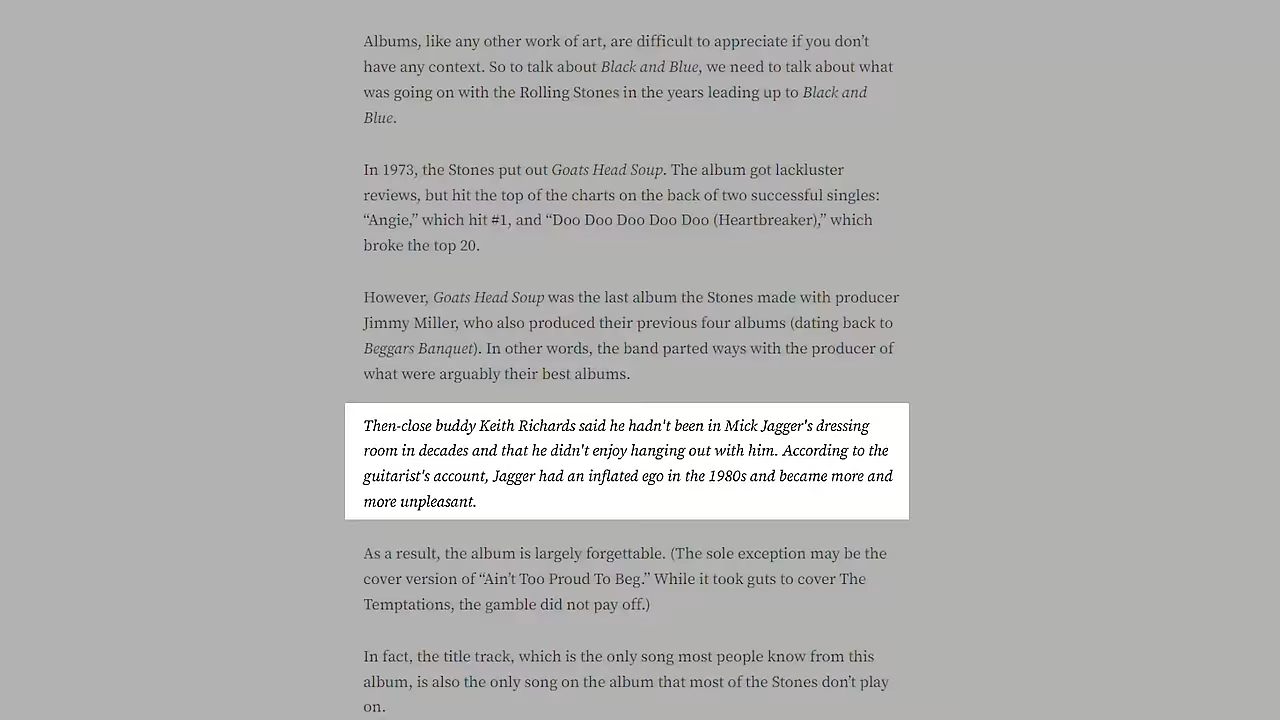 Albums, like any other work of art, are difficult to appreciate if you don’t
have any context. So to talk about Black and Blue, we need to talk about what
was going on with the Rolling Stones in the years leading up to Black and
Blue.
In 1973, the Stones put out Goats Head Soup. The album got lackluster
reviews, but hit the top of the charts on the back of two successful singles:
“Angie,” which hit #1, and “Doo Doo Doo Doo Doo (Heartbreaker),” which
broke the top 20.
However, Goats Head Soup was the last album the Stones made with producer
Jimmy Miller, who also produced their previous four albums (dating back to
Beggars Banquet). In other words, the band parted ways with the producer of
what were arguably their best albums.
Then-close buddy Keith Richards said he hadn't been in Mick Jagger's dressing
room in decades and that he didn't enjoy hanging out with him. According to the
guitarist's account, Jagger had an inflated ego in the 1980s and became more and
more unpleasant.
As a result, the album is largely forgettable. (The sole exception may be the
cover version of “Ain’t Too Proud To Beg.” While it took guts to cover The
Temptations, the gamble did not pay off.)
In fact, the title track, which is the only song most people know from this
album, is also the only song on the album that most of the Stones don’t play
on.